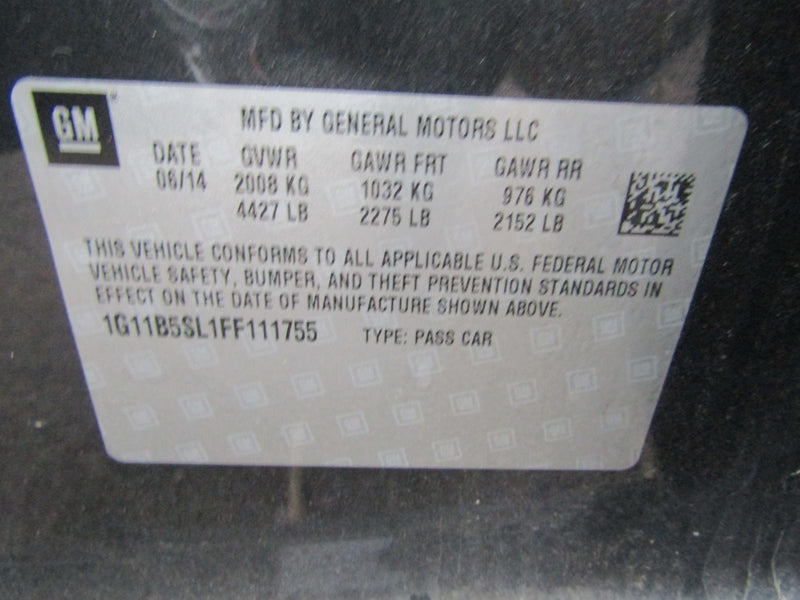 GM
MFD BY GENERAL MOTORS LLC
DATE GVWR GAWR FRT GAWR RR
06/14 2008 KG 1032 KG 976 KG
4427 LB 2275 LB 2152 LB
THIS VEHICLE CONFORMS TO ALL APPLICABLE U.S. FEDERAL MOTOR
VEHICLE SAFETY, BUMPER, AND THEFT PREVENTION STANDARDS IN
EFFECT ON THE DATE OF MANUFACTURE SHOWN ABOVE.
1G11B5SL1FF111755 TYPE: PASS CAR